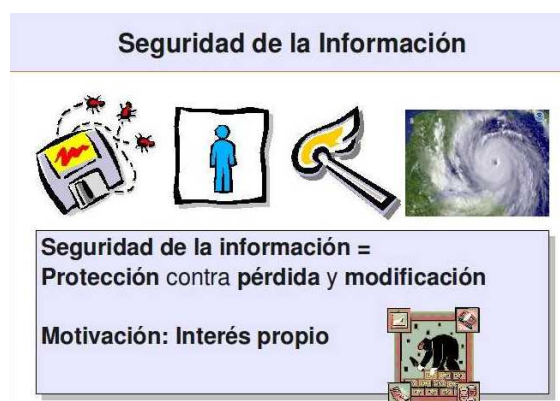 Seguridad de la Información
Seguridad de la información =
Protección contra pérdida y modificación
Motivación: Interés propio